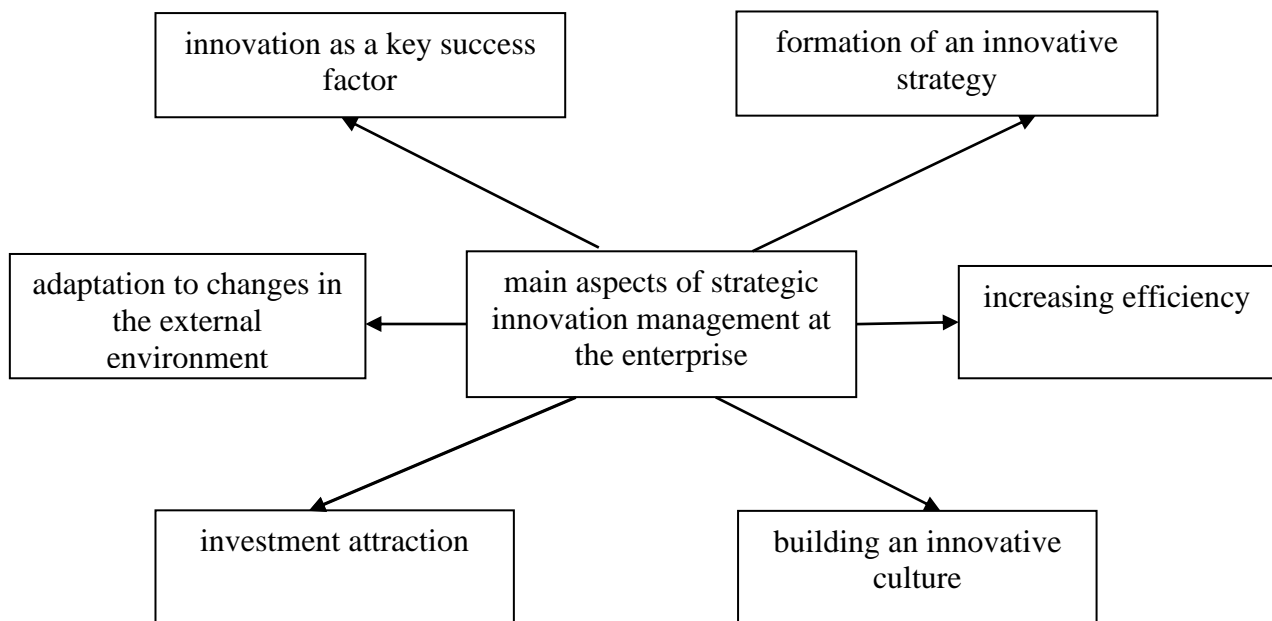 innovation as a key success
factor
formation of an innovative
strategy
adaptation to changes in
the external
environment
main aspects of strategic
innovation management at
the enterprise
increasing efficiency
investment attraction
building an innovative
culture